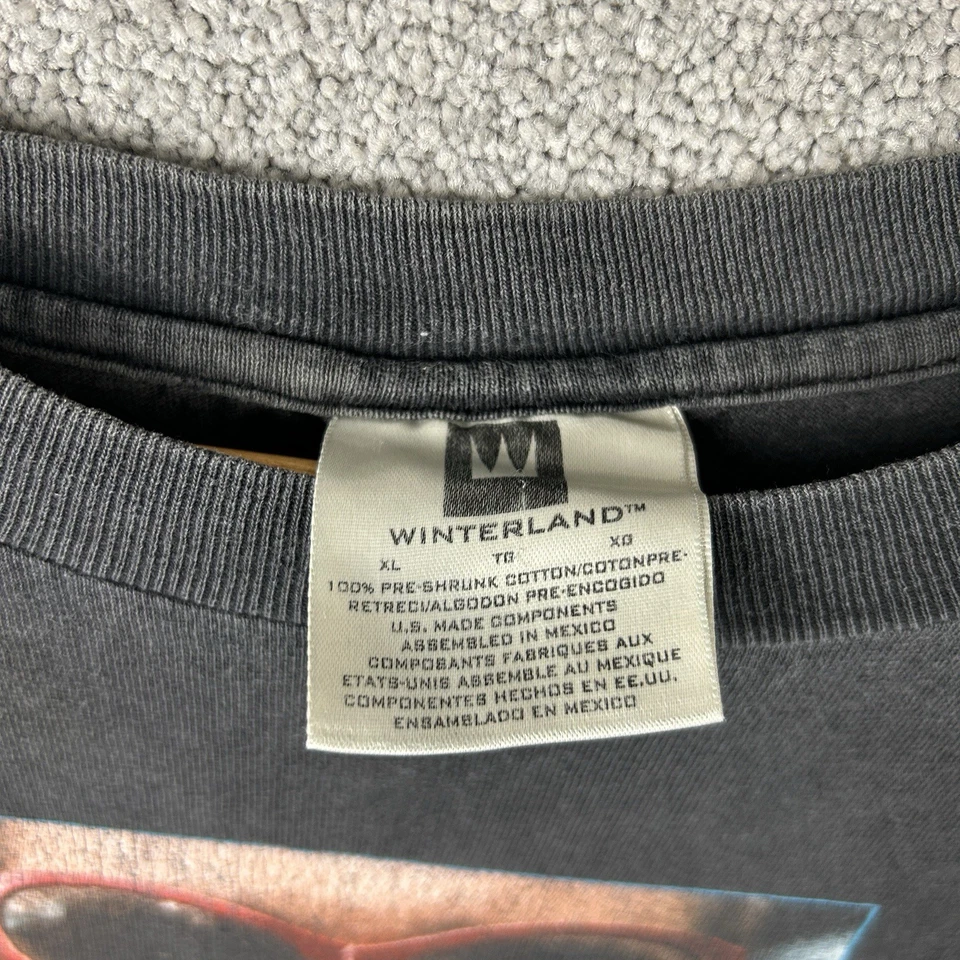 W
WINTERLAND™
XL TG XG
100% PRE-SHRUNK COTTON/COTONPRE-
RETRECI/ALGODON PRE-ENCOGIDO
U.S. MADE COMPONENTS
ASSEMBLED IN MEXICO
COMPOSANTS FABRIQUES AUX
ETATS-UNIS ASSEMBLE AU MEXIQUE
COMPONENTES HECHOS EN EE.UU.
ENSAMBLADO EN MEXICO